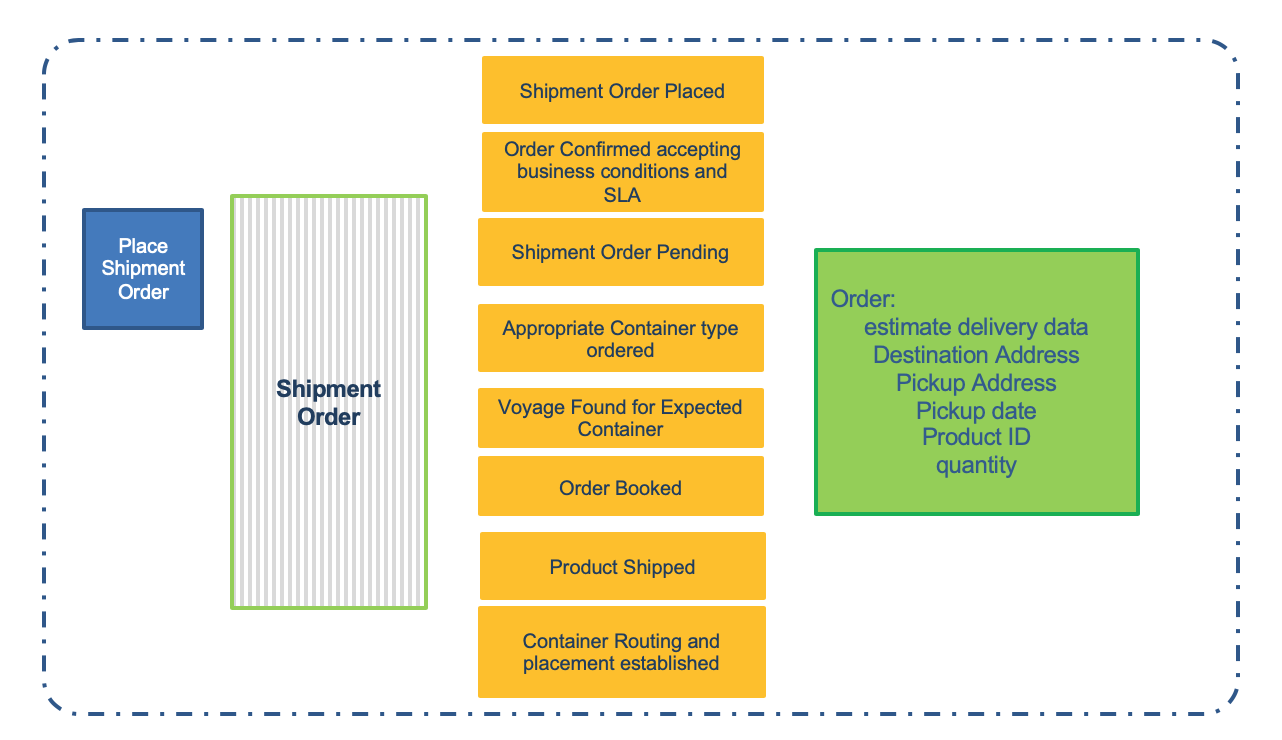 Place
Shipment
Order
Shipment
Order
Shipment Order Placed
Order Confirmed accepting
business conditions and
SLA
Shipment Order Pending
Appropriate Container type
ordered
Voyage Found for Expected
Container
Order Booked
Product Shipped
Container Routing and
placement established
Order:
estimate delivery data
Destination Address
Pickup Address
Pickup date
Product ID
quantity